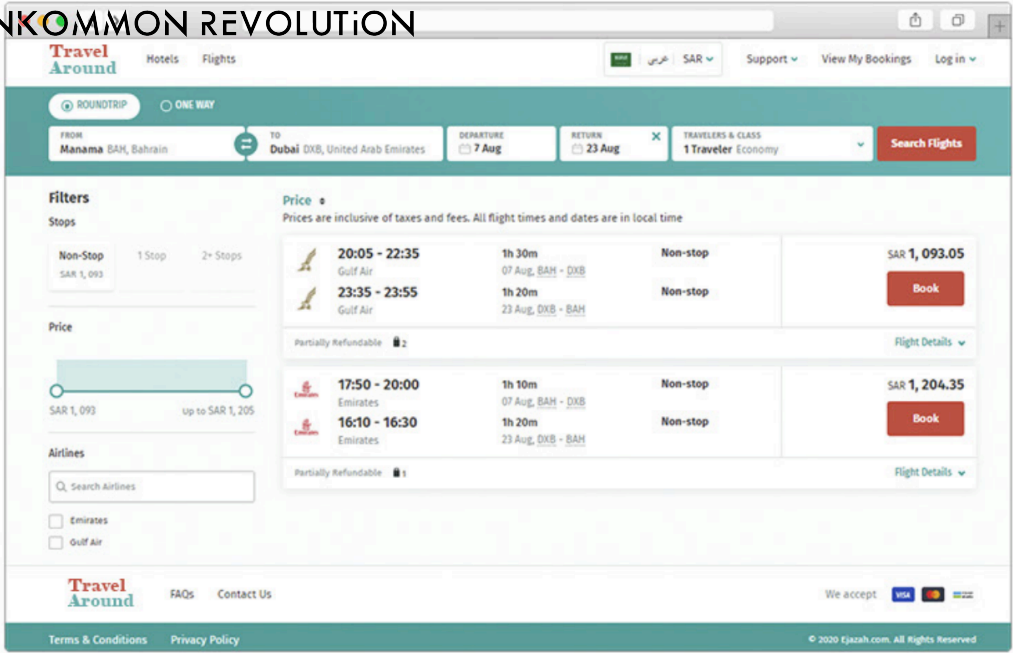 NKOMMON REVOLUTiON
Travel
Around
Hotels
Flights
عربي
SAR
Support
View My Bookings
Log in
ROUNDTRIP
ONE WAY
FROM
Manama BAH, Bahrain
TO
Dubai DXB, United Arab Emirates
DEPARTURE
7 Aug
RETURN
23 Aug
TRAVELERS & CLASS
1 Traveler Economy
Search Flights
Filters
Stops
Non-Stop
SAR 1, 093
1 Stop
2+ Stops
Price
SAR 1, 093
up to SAR 1, 205
Airlines
Search Airlines
Emirates
Gulf Air
Price
Prices are inclusive of taxes and fees. All flight times and dates are in local time
20:05 - 22:35
Gulf Air
1h 30m
07 Aug, BAH - DXB
Non-stop
23:35 - 23:55
Gulf Air
1h 20m
23 Aug, DXB - BAH
Non-stop
SAR 1, 093.05
Book
Partially Refundable
2
Flight Details
17:50 - 20:00
Emirates
1h 10m
07 Aug, BAH - DXB
Non-stop
16:10 - 16:30
Emirates
1h 20m
23 Aug, DXB - BAH
Non-stop
SAR 1, 204.35
Book
Partially Refundable
1
Flight Details
Travel
Around
FAQs
Contact Us
We accept
VISA
Terms & Conditions
Privacy Policy
© 2020 Ejazah.com. All Rights Reserved